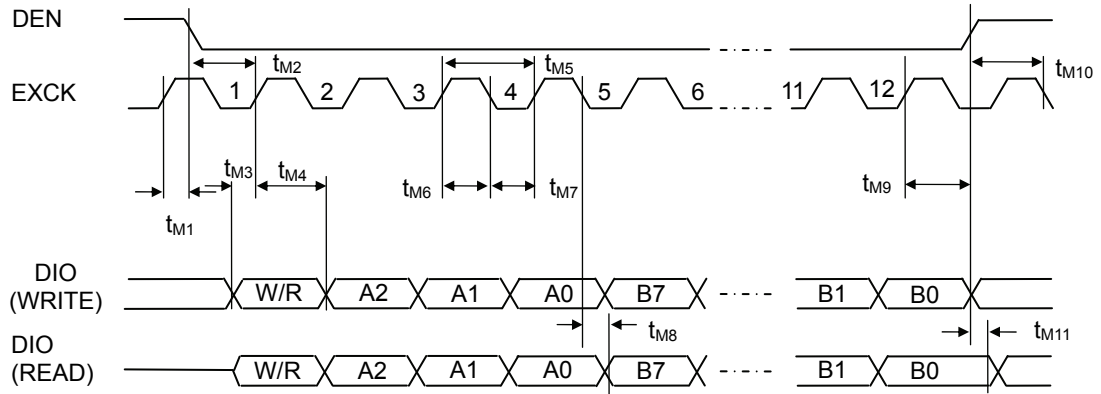 DEN
tM2 tM5 tM10
EXCK 1 2 3 4 5 6 11 12
tM3 tM4 tM6 tM7 tM9
tM1
DIO
(WRITE) W/R A2 A1 A0 B7 B1 B0
tM8 tM11
DIO
(READ) W/R A2 A1 A0 B7 B1 B0